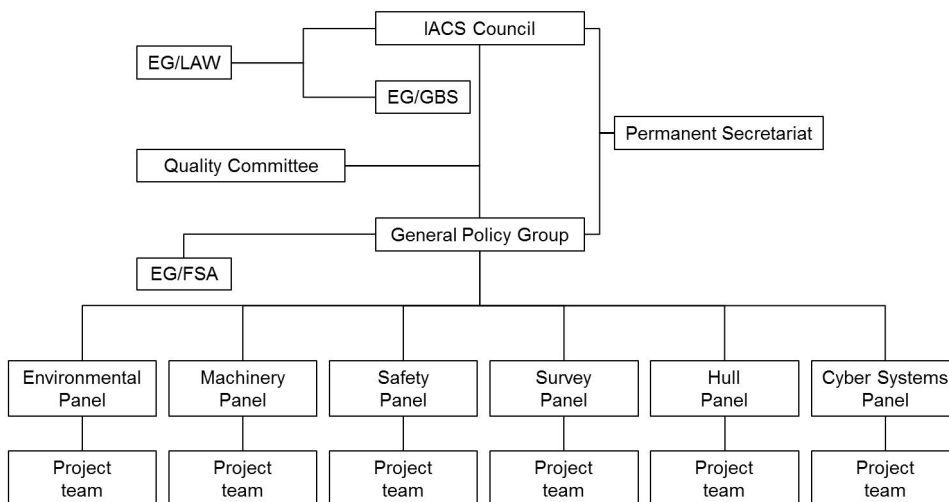 IACS Council
EG/LAW
EG/GBS
Permanent Secretariat
Quality Committee
General Policy Group
EG/FSA
Environmental
Panel
Machinery
Panel
Safety
Panel
Survey
Panel
Hull
Panel
Cyber Systems
Panel
Project
team
Project
team
Project
team
Project
team
Project
team
Project
team